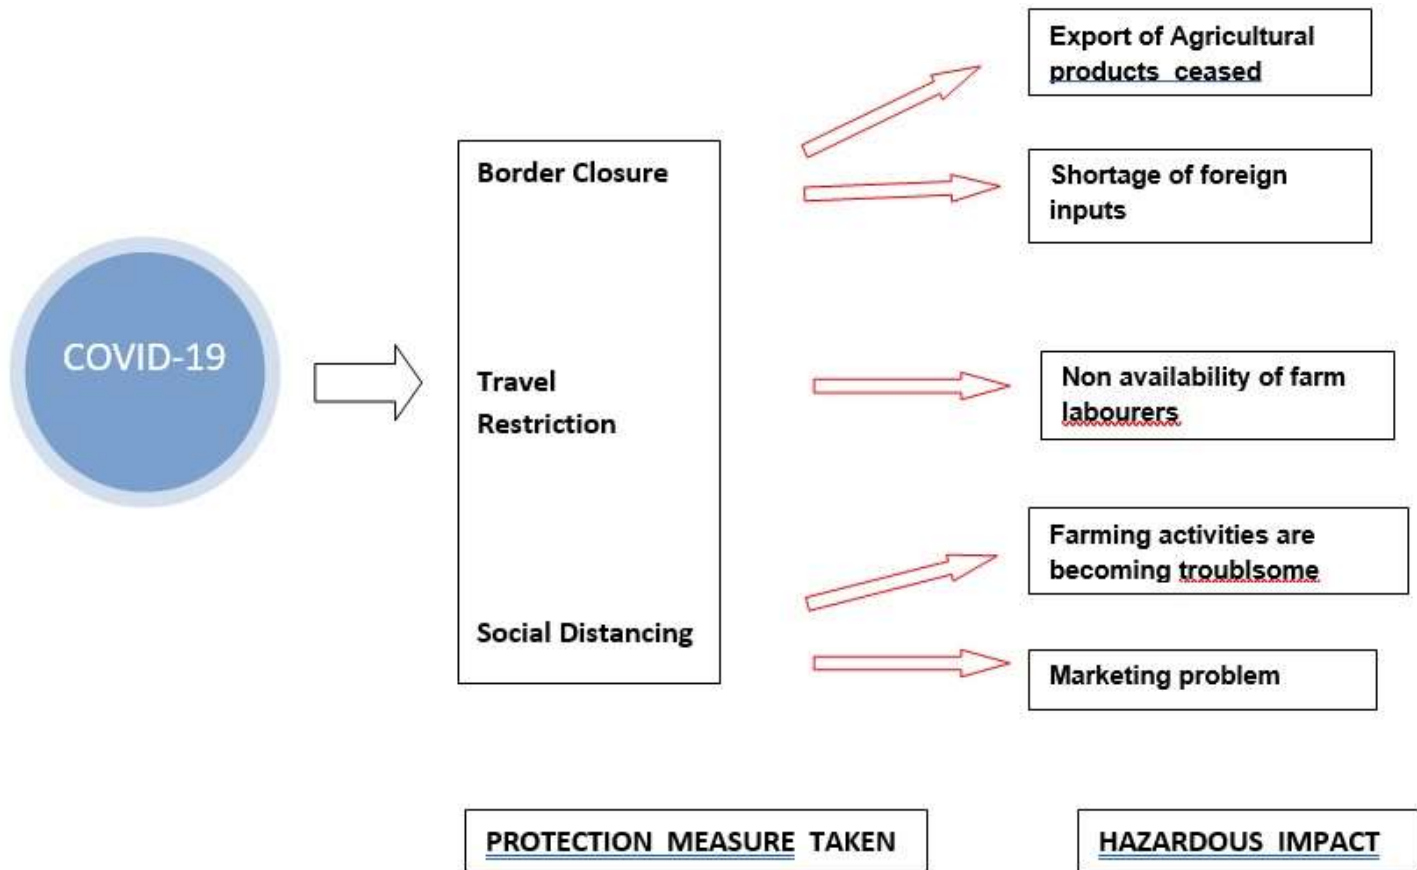 COVID-19
Border Closure
Travel
Restriction
Social Distancing
Export of Agricultural
products ceased
Shortage of foreign
inputs
Non availability of farm
labourers
Farming activities are
becoming troublsome
Marketing problem
PROTECTION MEASURE TAKEN
HAZARDOUS IMPACT